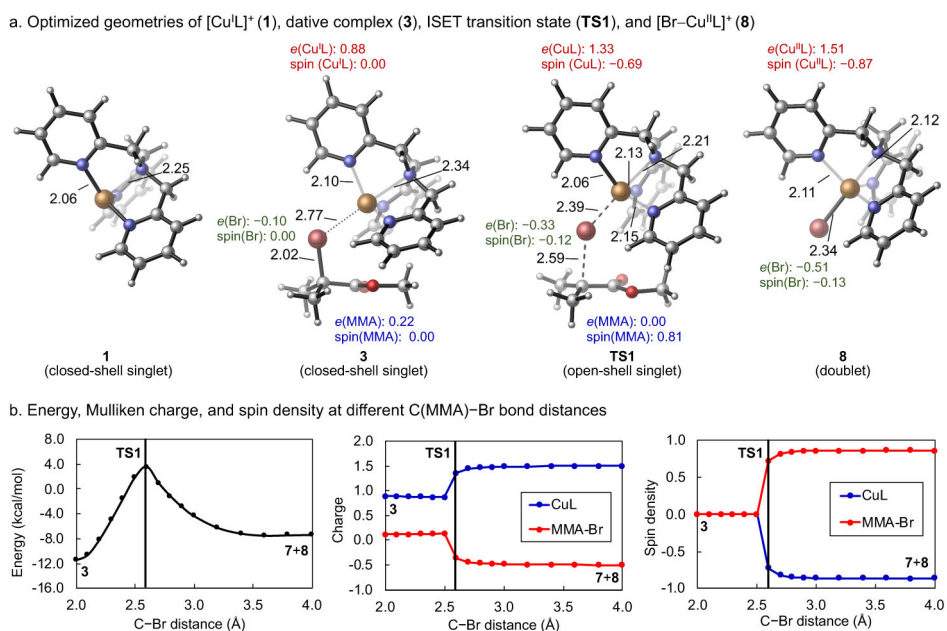 a. Optimized geometries of [CuᴵL]⁺ (1), dative complex (3), ISET transition state (TS1), and [Br–CuᴵᴵL]⁺ (8)
e(CuᴵL): 0.88
spin (CuᴵL): 0.00
e(CuL): 1.33
spin (CuL): −0.69
e(CuᴵᴵL): 1.51
spin (CuᴵᴵL): −0.87
2.06
2.25
2.10
2.34
2.77
2.02
e(Br): −0.10
spin(Br): 0.00
e(MMA): 0.22
spin(MMA): 0.00
2.06
2.13
2.21
2.39
2.15
2.59
e(Br): −0.33
spin(Br): −0.12
e(MMA): 0.00
spin(MMA): 0.81
2.12
2.11
2.34
e(Br): −0.51
spin(Br): −0.13
1
(closed-shell singlet)
3
(closed-shell singlet)
TS1
(open-shell singlet)
8
(doublet)
b. Energy, Mulliken charge, and spin density at different C(MMA)−Br bond distances
Energy (kcal/mol)
8.0
4.0
0.0
-4.0
-8.0
-12.0
-16.0
TS1
3
7+8
2.0 2.5 3.0 3.5 4.0
C−Br distance (Å)
Charge
2.0
1.5
1.0
0.5
0.0
-0.5
-1.0
TS1
3
CuL
MMA-Br
7+8
2.0 2.5 3.0 3.5 4.0
C−Br distance (Å)
Spin density
1.0
0.5
0.0
-0.5
-1.0
TS1
3
CuL
MMA-Br
7+8
2.0 2.5 3.0 3.5 4.0
C−Br distance (Å)